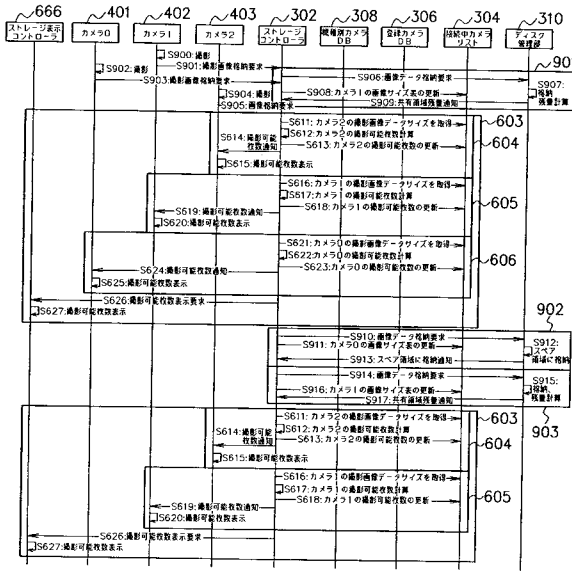 666
401
402
403
302
308
306
304
310
ストレージ表示コントローラ
カメラ0
カメラ1
カメラ2
ストレージコントローラ
機種別カメラDB
登録カメラDB
接続中カメラリスト
ディスク管理部
S900:撮影
S901:撮影画像格納要求
901
S902:撮影
S903:撮影画像格納要求
S906:画像データ格納要求
S907:格納残量計算
S904:撮影
S908:カメラ1の画像サイズ表の更新
S905:画像格納要求
S909:共有領域残量通知
S611:カメラ2の撮影画像データサイズを取得
603
S614:撮影可能枚数通知
S612:カメラ2の撮影可能枚数計算
S613:カメラ2の撮影可能枚数の更新
604
S615:撮影可能枚数表示
S616:カメラ1の撮影画像データサイズを取得
S617:カメラ1の撮影可能枚数計算
605
S619:撮影可能枚数通知
S618:カメラ1の撮影可能枚数の更新
S620:撮影可能枚数表示
S621:カメラ0の撮影画像データサイズを取得
S622:カメラ0の撮影可能枚数計算
606
S624:撮影可能枚数通知
S623:カメラ0の撮影可能枚数の更新
S625:撮影可能枚数表示
S626:撮影可能枚数表示要求
S627:撮影可能枚数表示
902
S910:画像データ格納要求
S911:カメラ0の画像サイズ表の更新
S912:スペア領域に格納
S913:スペア領域に格納通知
S914:画像データ格納要求
S915:格納、残量計算
S916:カメラ1の画像サイズ表の更新
S917:共有領域残量通知
903
S611:カメラ2の撮影画像データサイズを取得
603
S614:撮影可能枚数通知
S612:カメラ2の撮影可能枚数計算
S613:カメラ2の撮影可能枚数の更新
604
S615:撮影可能枚数表示
S616:カメラ1の撮影画像データサイズを取得
S617:カメラ1の撮影可能枚数計算
605
S619:撮影可能枚数通知
S618:カメラ1の撮影可能枚数の更新
S620:撮影可能枚数表示
S626:撮影可能枚数表示要求
S627:撮影可能枚数表示